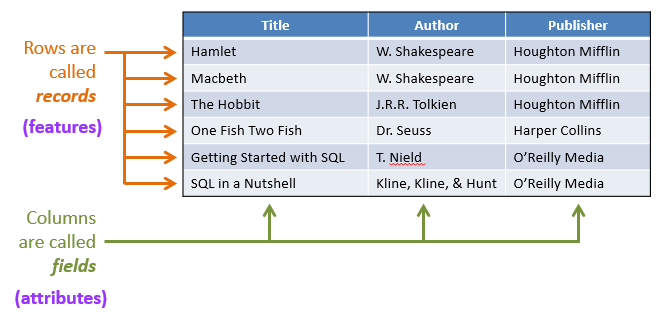 Title Author Publisher
Rows are
called
records
(features)
Hamlet W. Shakespeare Houghton Mifflin
Macbeth W. Shakespeare Houghton Mifflin
The Hobbit J.R.R. Tolkien Houghton Mifflin
One Fish Two Fish Dr. Seuss Harper Collins
Getting Started with SQL T. Nield O’Reilly Media
SQL in a Nutshell Kline, Kline, & Hunt O’Reilly Media
Columns
are called
fields
(attributes)